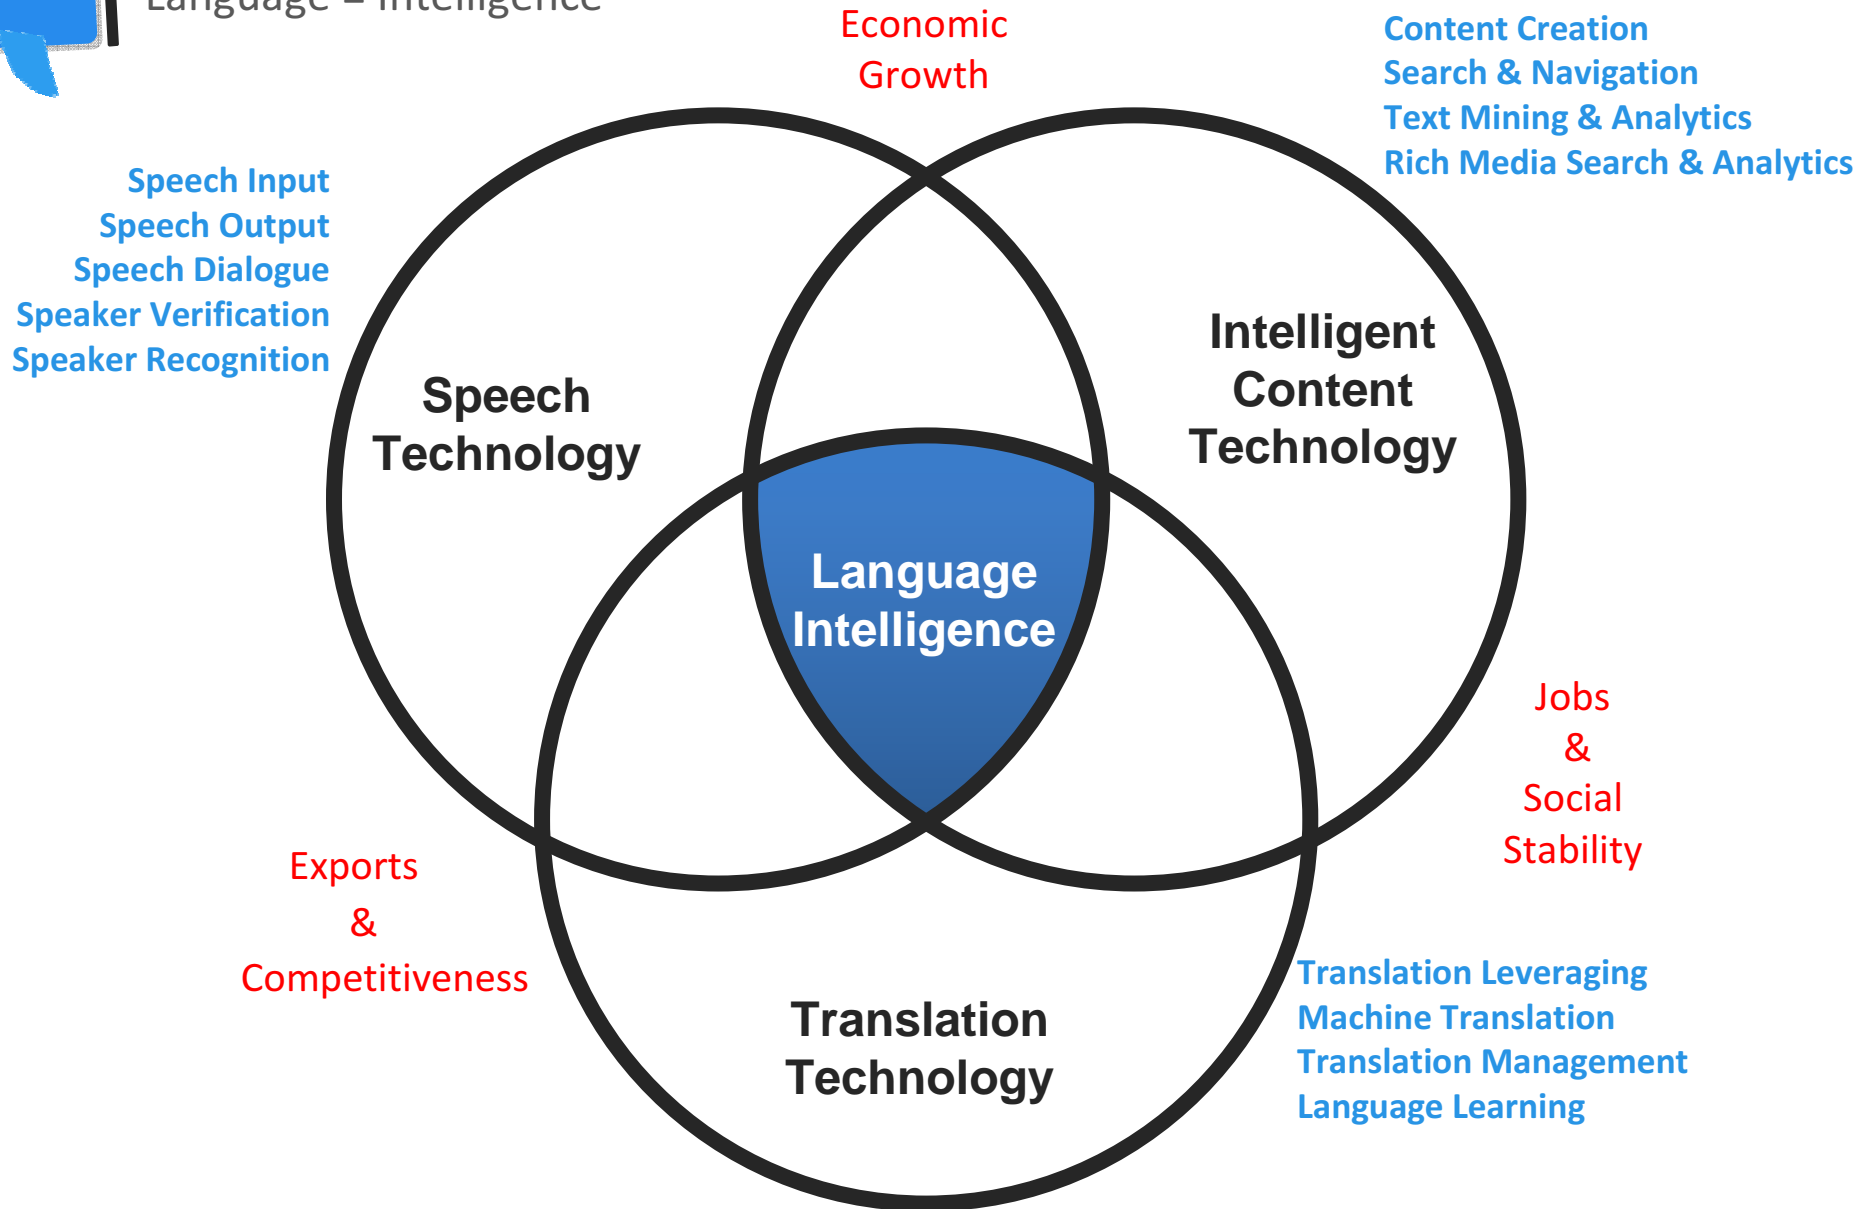 Language = Intelligence
Economic
Growth
Content Creation
Search & Navigation
Text Mining & Analytics
Rich Media Search & Analytics
Speech Input
Speech Output
Speech Dialogue
Speaker Verification
Speaker Recognition
Speech
Technology
Intelligent
Content
Technology
Language
Intelligence
Jobs
&
Social
Stability
Exports
&
Competitiveness
Translation
Technology
Translation Leveraging
Machine Translation
Translation Management
Language Learning